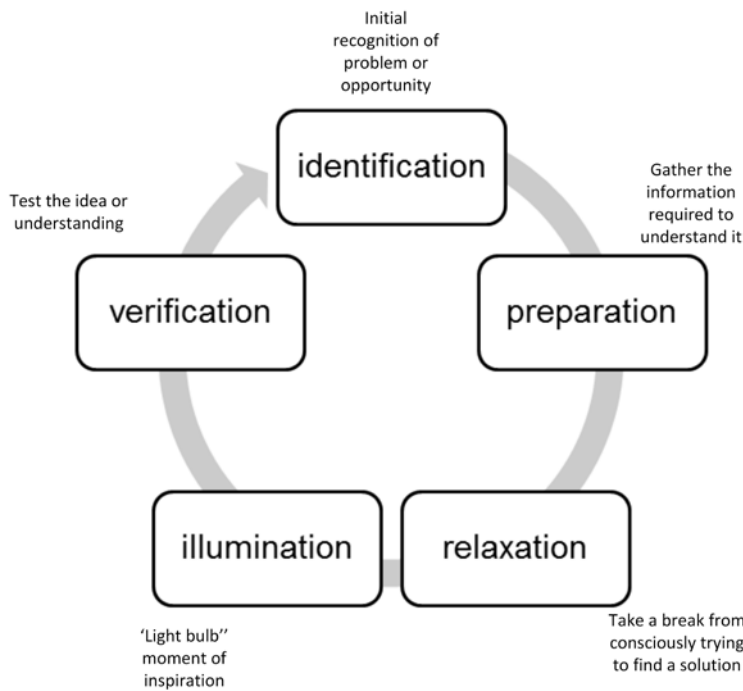 Initial
recognition of
problem or
opportunity
identification
Gather the
information
required to
understand it
preparation
relaxation
Take a break from
consciously trying
to find a solution
illumination
‘Light bulb’’
moment of
inspiration
Test the idea or
understanding
verification